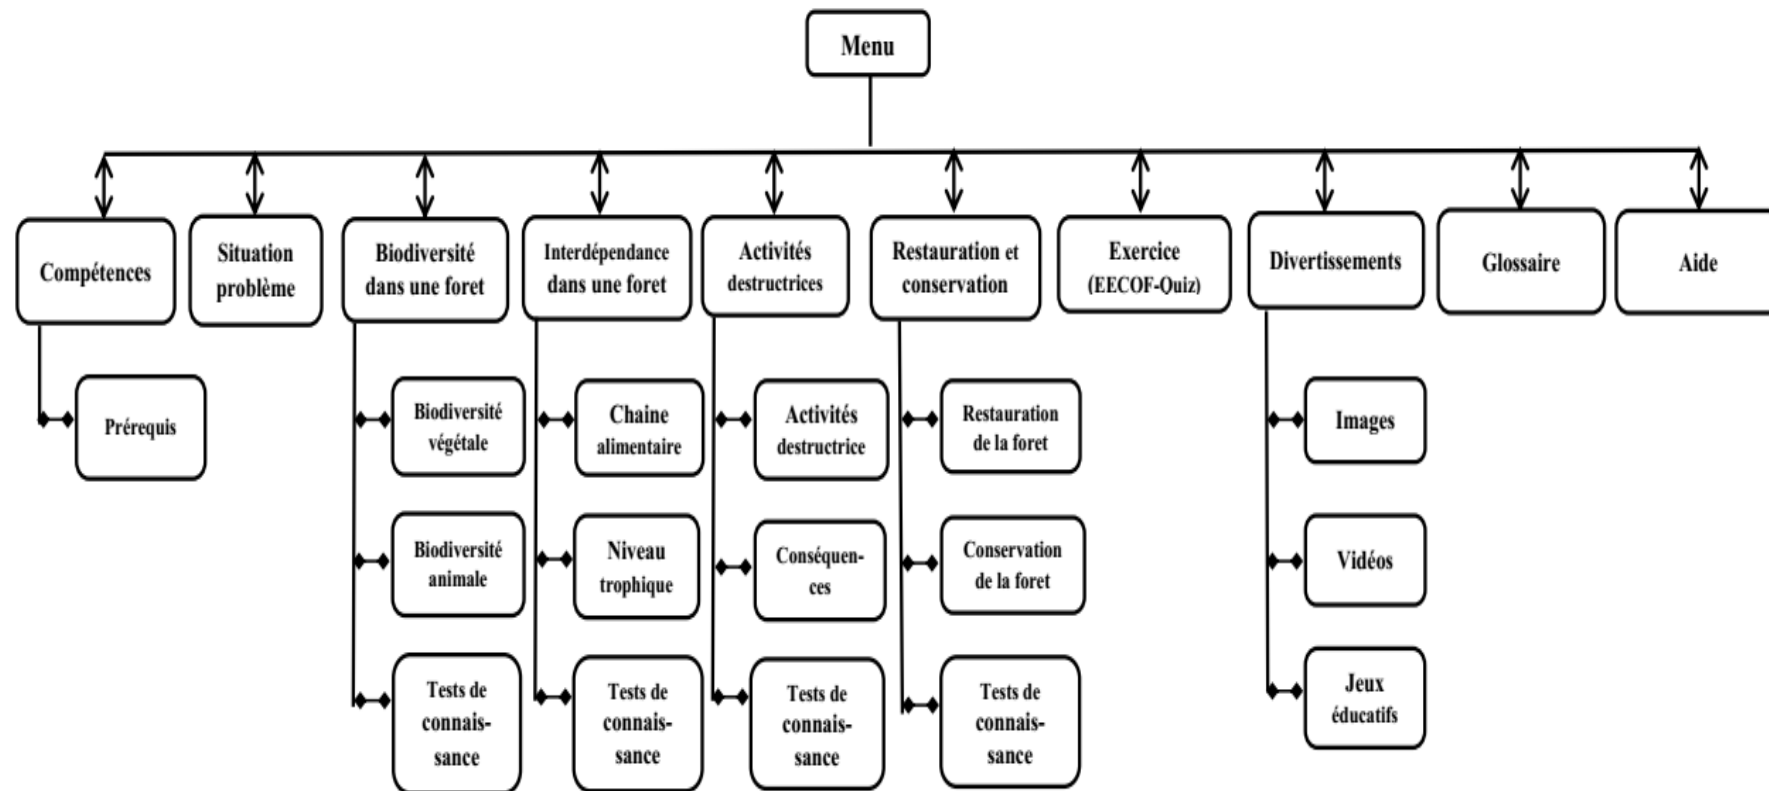 Menu
Compétences
Situation
problème
Biodiversité
dans une foret
Interdépendance
dans une foret
Activités
destructrices
Restauration et
conservation
Exercice
(EECOF-Quiz)
Divertissements
Glossaire
Aide
Prérequis
Biodiversité
végétale
Biodiversité
animale
Tests de
connais-
sance
Chaine
alimentaire
Niveau
trophique
Tests de
connais-
sance
Activités
destructrice
Conséquen-
ces
Tests de
connais-
sance
Restauration
de la foret
Conservation
de la foret
Tests de
connais-
sance
Images
Vidéos
Jeux
éducatifs